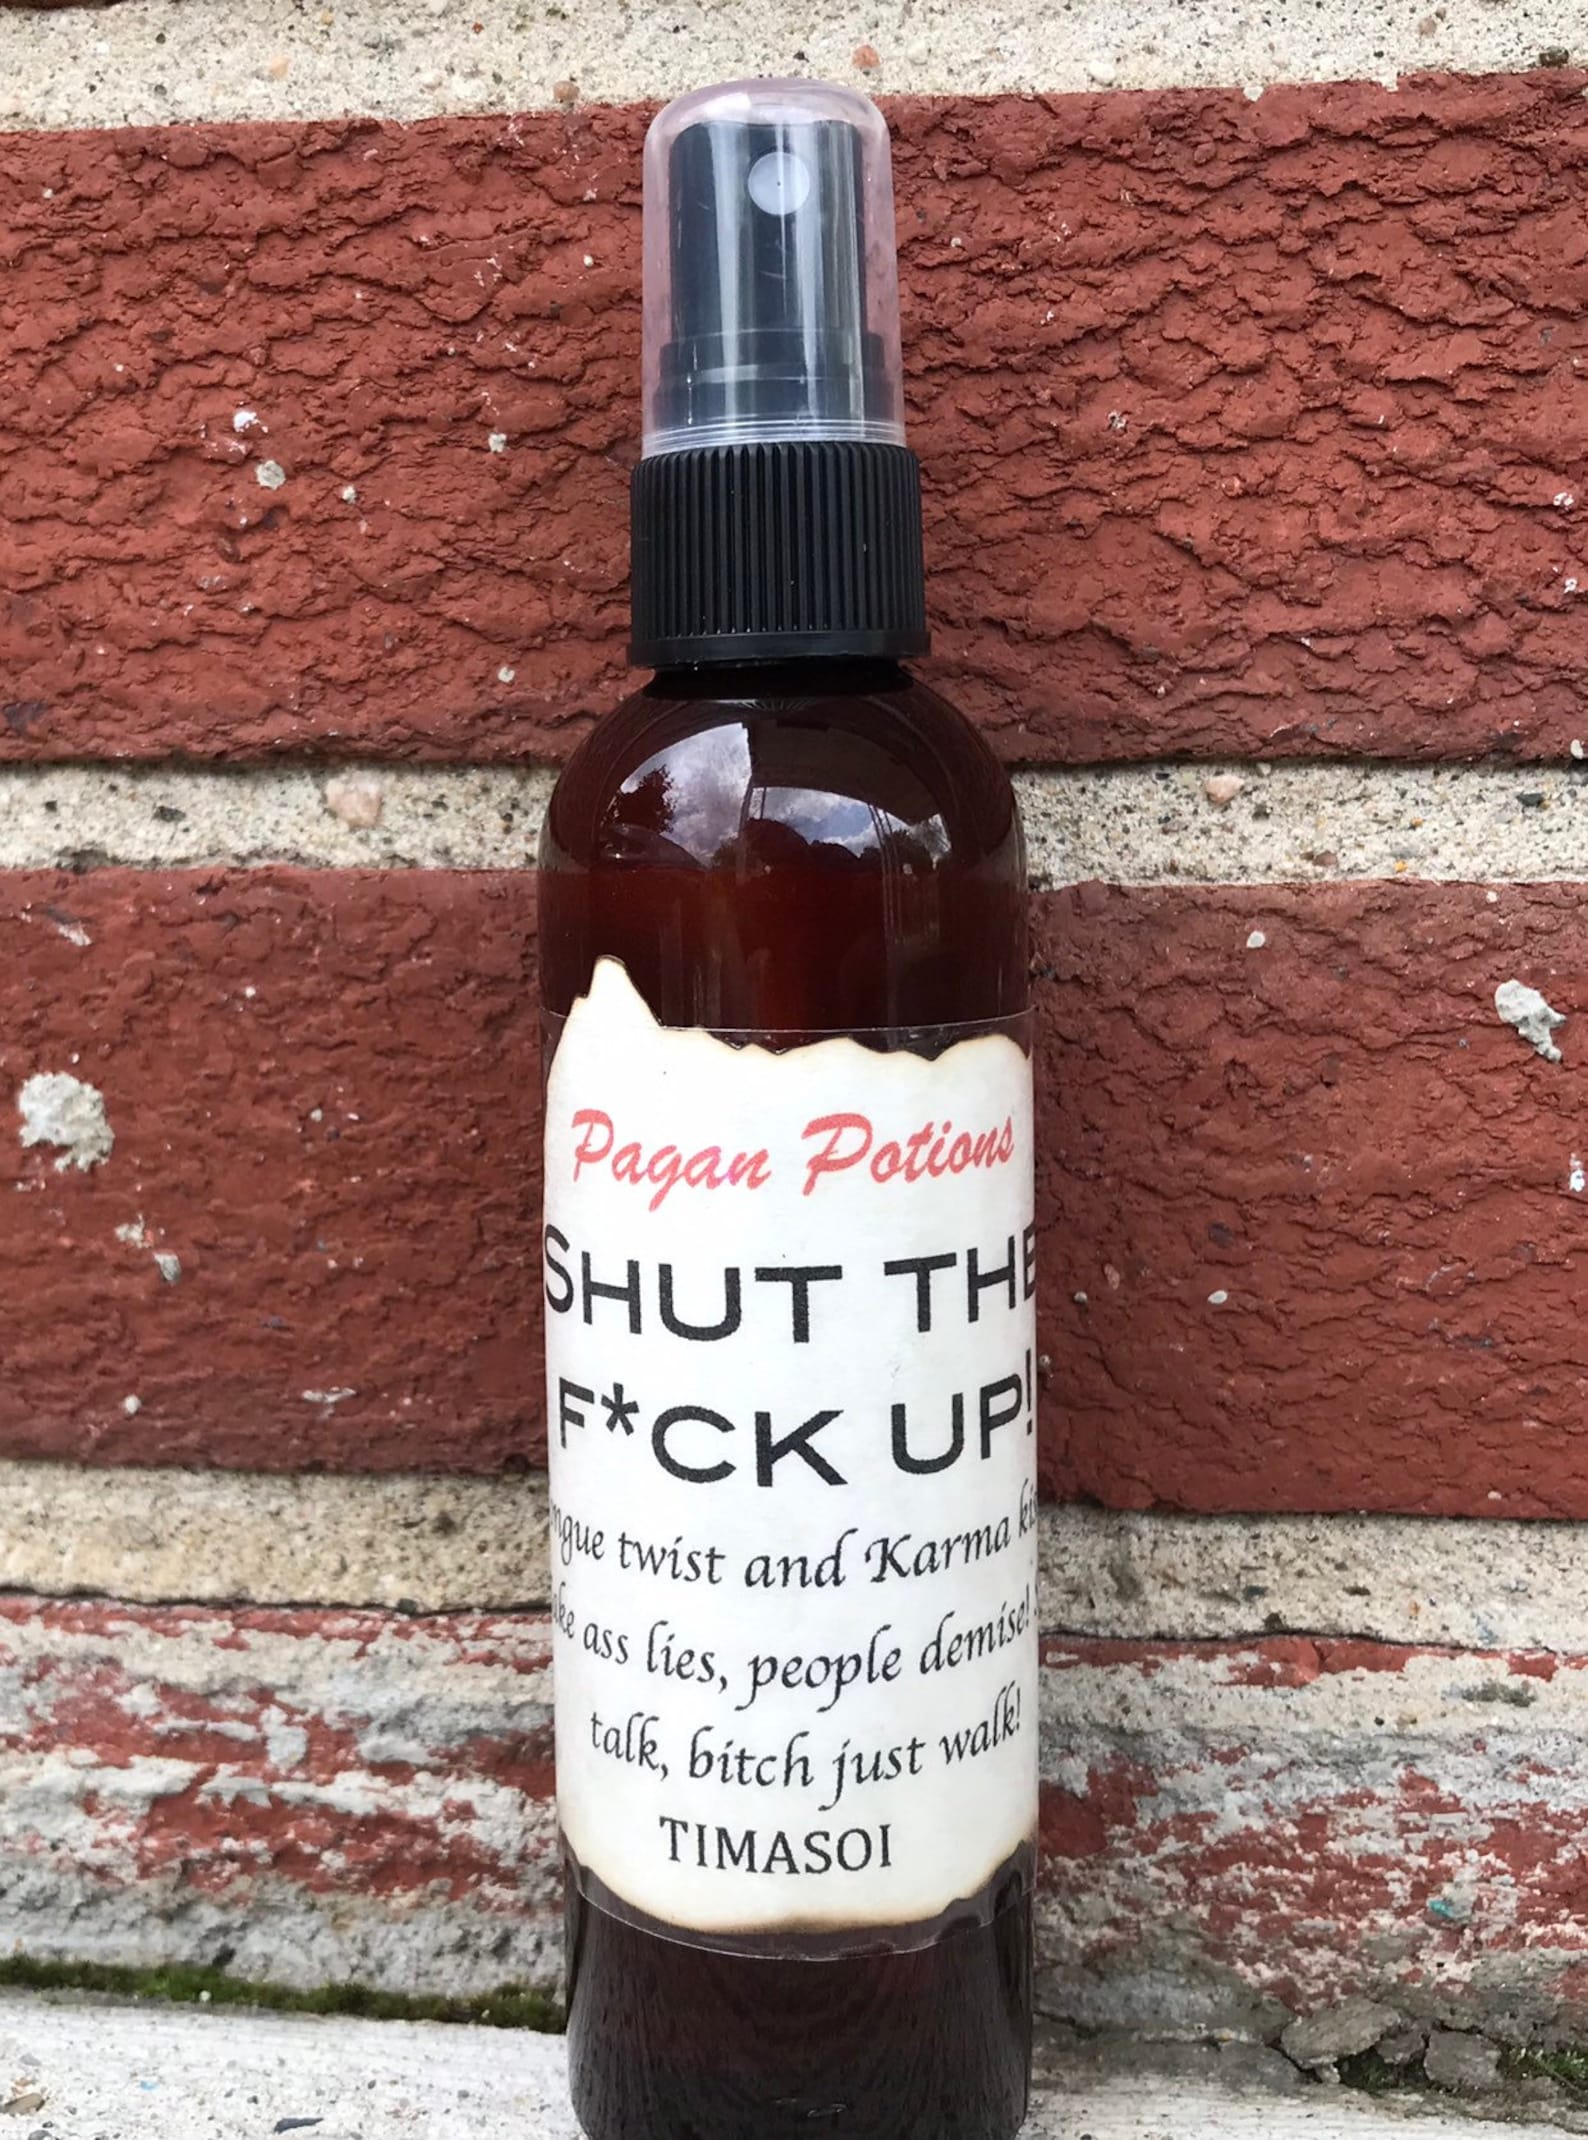 Pagan Potions
SHUT THE
F*CK UP!
twist and Karma
ass lies, people demise!
talk, bitch just walk!
TIMASOI